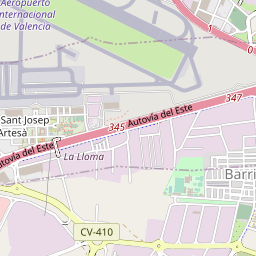 Aeropuerto
Internacional
de Valencia
347
Sant Josep
Artesà
345
Autovía del Este
Autovía del Este
La Lloma
Barri
CV-410